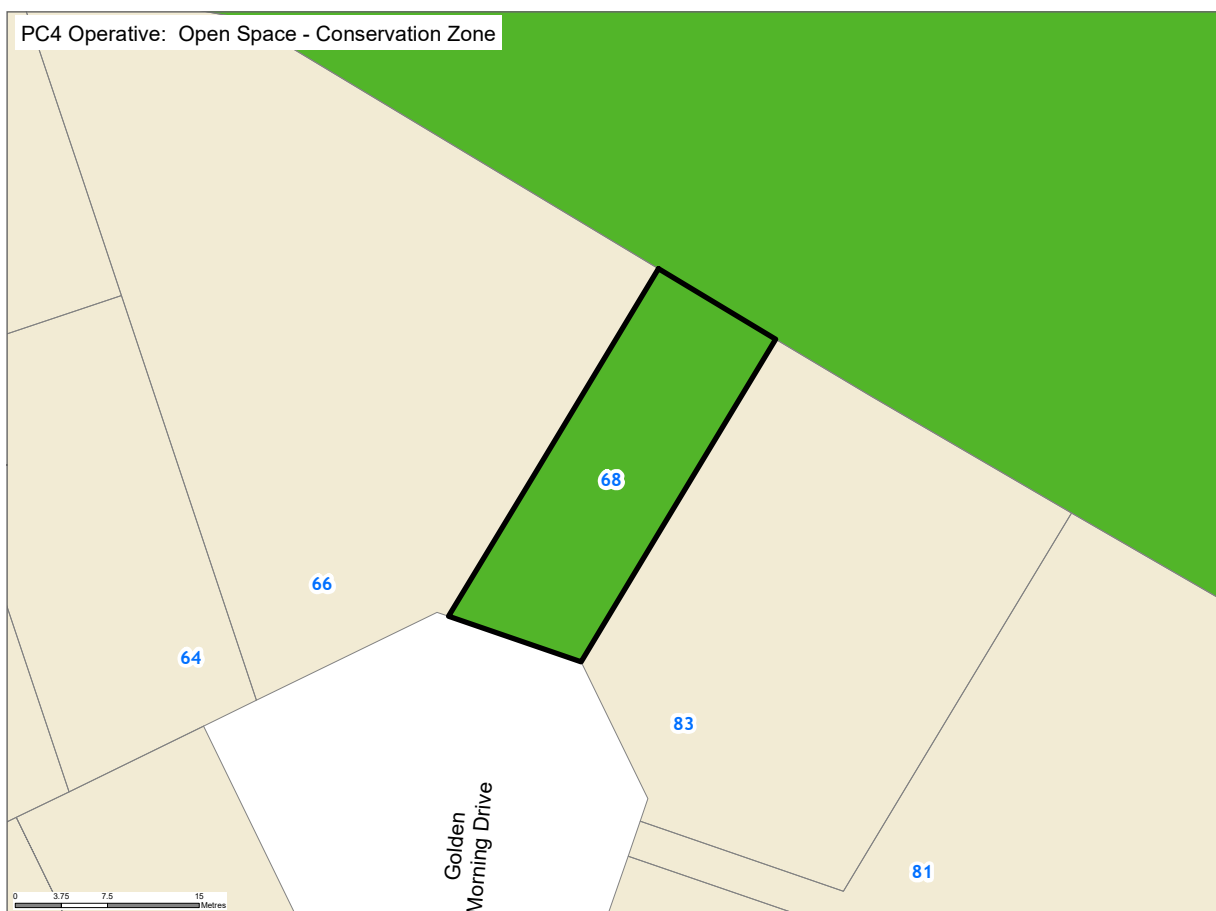 PC4 Operative: Open Space - Conservation Zone
68
66
64
83
Golden
Morning Drive
81
0 3.75 7.5 15
Metres